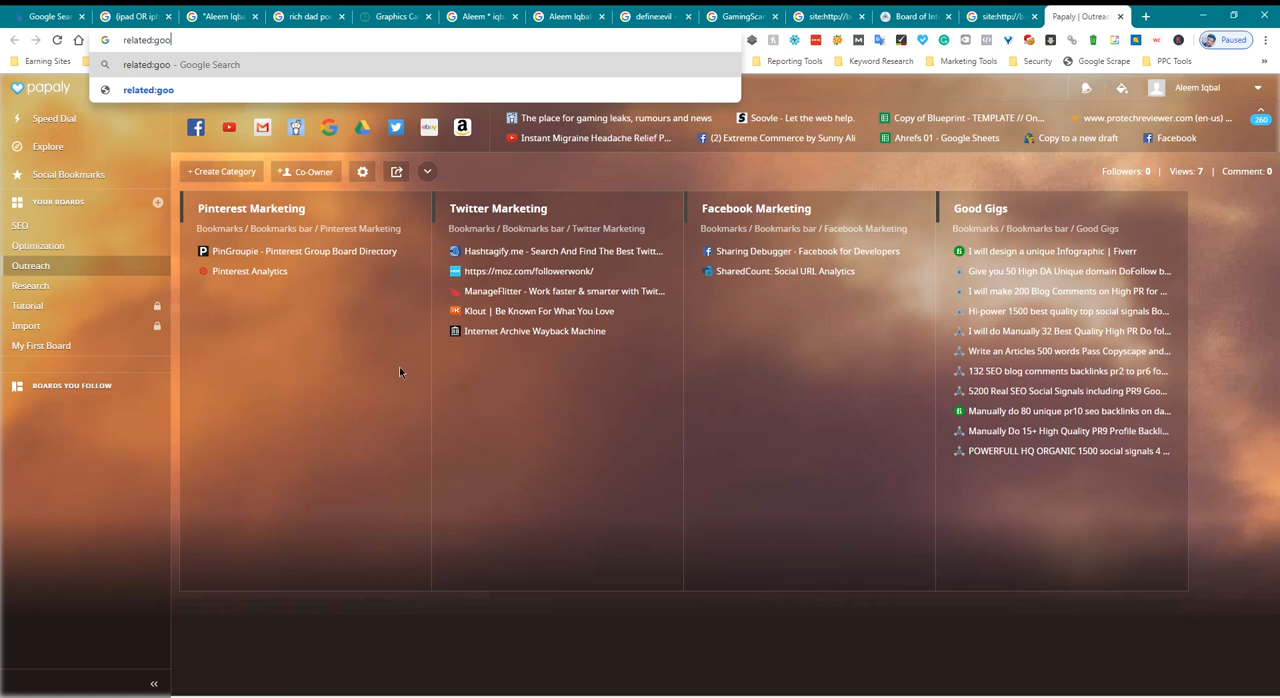 Google Sear
(ipad OR iph
"Aleem Iqba
rich dad poo
Graphics Ca
Aleem * iqb
Aleem Iqbal
define:evil -
GamingScan
site:http://b
Board of Int
site:http://b
Papaly | Outreac
related:goo
Paused
related:goo - Google Search
related:goo
Earning Sites
Reporting Tools
Keyword Research
Marketing Tools
Security
Google Scrape
PPC Tools
papaly
Aleem Iqbal
Speed Dial
Explore
Social Bookmarks
YOUR BOARDS
SEO
Optimization
Outreach
Research
Tutorial
Import
My First Board
BOARDS YOU FOLLOW
The place for gaming leaks, rumours and news
Soovle - Let the web help.
Copy of Blueprint - TEMPLATE // On...
www.protechreviewer.com (en-us) ...
260
Instant Migraine Headache Relief P...
(2) Extreme Commerce by Sunny Ali
Ahrefs 01 - Google Sheets
Copy to a new draft
Facebook
+ Create Category
Co-Owner
Followers: 0 | Views: 7 | Comment: 0
Pinterest Marketing
Bookmarks / Bookmarks bar / Pinterest Marketing
PinGroupie - Pinterest Group Board Directory
Pinterest Analytics
Twitter Marketing
Bookmarks / Bookmarks bar / Twitter Marketing
Hashtagify.me - Search And Find The Best Twitt...
https://moz.com/followerwonk/
ManageFlitter - Work faster & smarter with Twit...
Klout | Be Known For What You Love
Internet Archive Wayback Machine
Facebook Marketing
Bookmarks / Bookmarks bar / Facebook Marketing
Sharing Debugger - Facebook for Developers
SharedCount: Social URL Analytics
Good Gigs
Bookmarks / Bookmarks bar / Good Gigs
I will design a unique Infographic | Fiverr
Give you 50 High DA Unique domain DoFollow b...
I will make 200 Blog Comments on High PR for ...
Hi-power 1500 best quality top social signals Bo...
I will do Manually 32 Best Quality High PR Do fol...
Write an Articles 500 words Pass Copyscape and...
132 SEO blog comments backlinks pr2 to pr6 fo...
5200 Real SEO Social Signals including PR9 Goo...
Manually do 80 unique pr10 seo backlinks on da...
Manually Do 15+ High Quality PR9 Profile Backli...
POWERFULL HQ ORGANIC 1500 social signals 4 ...